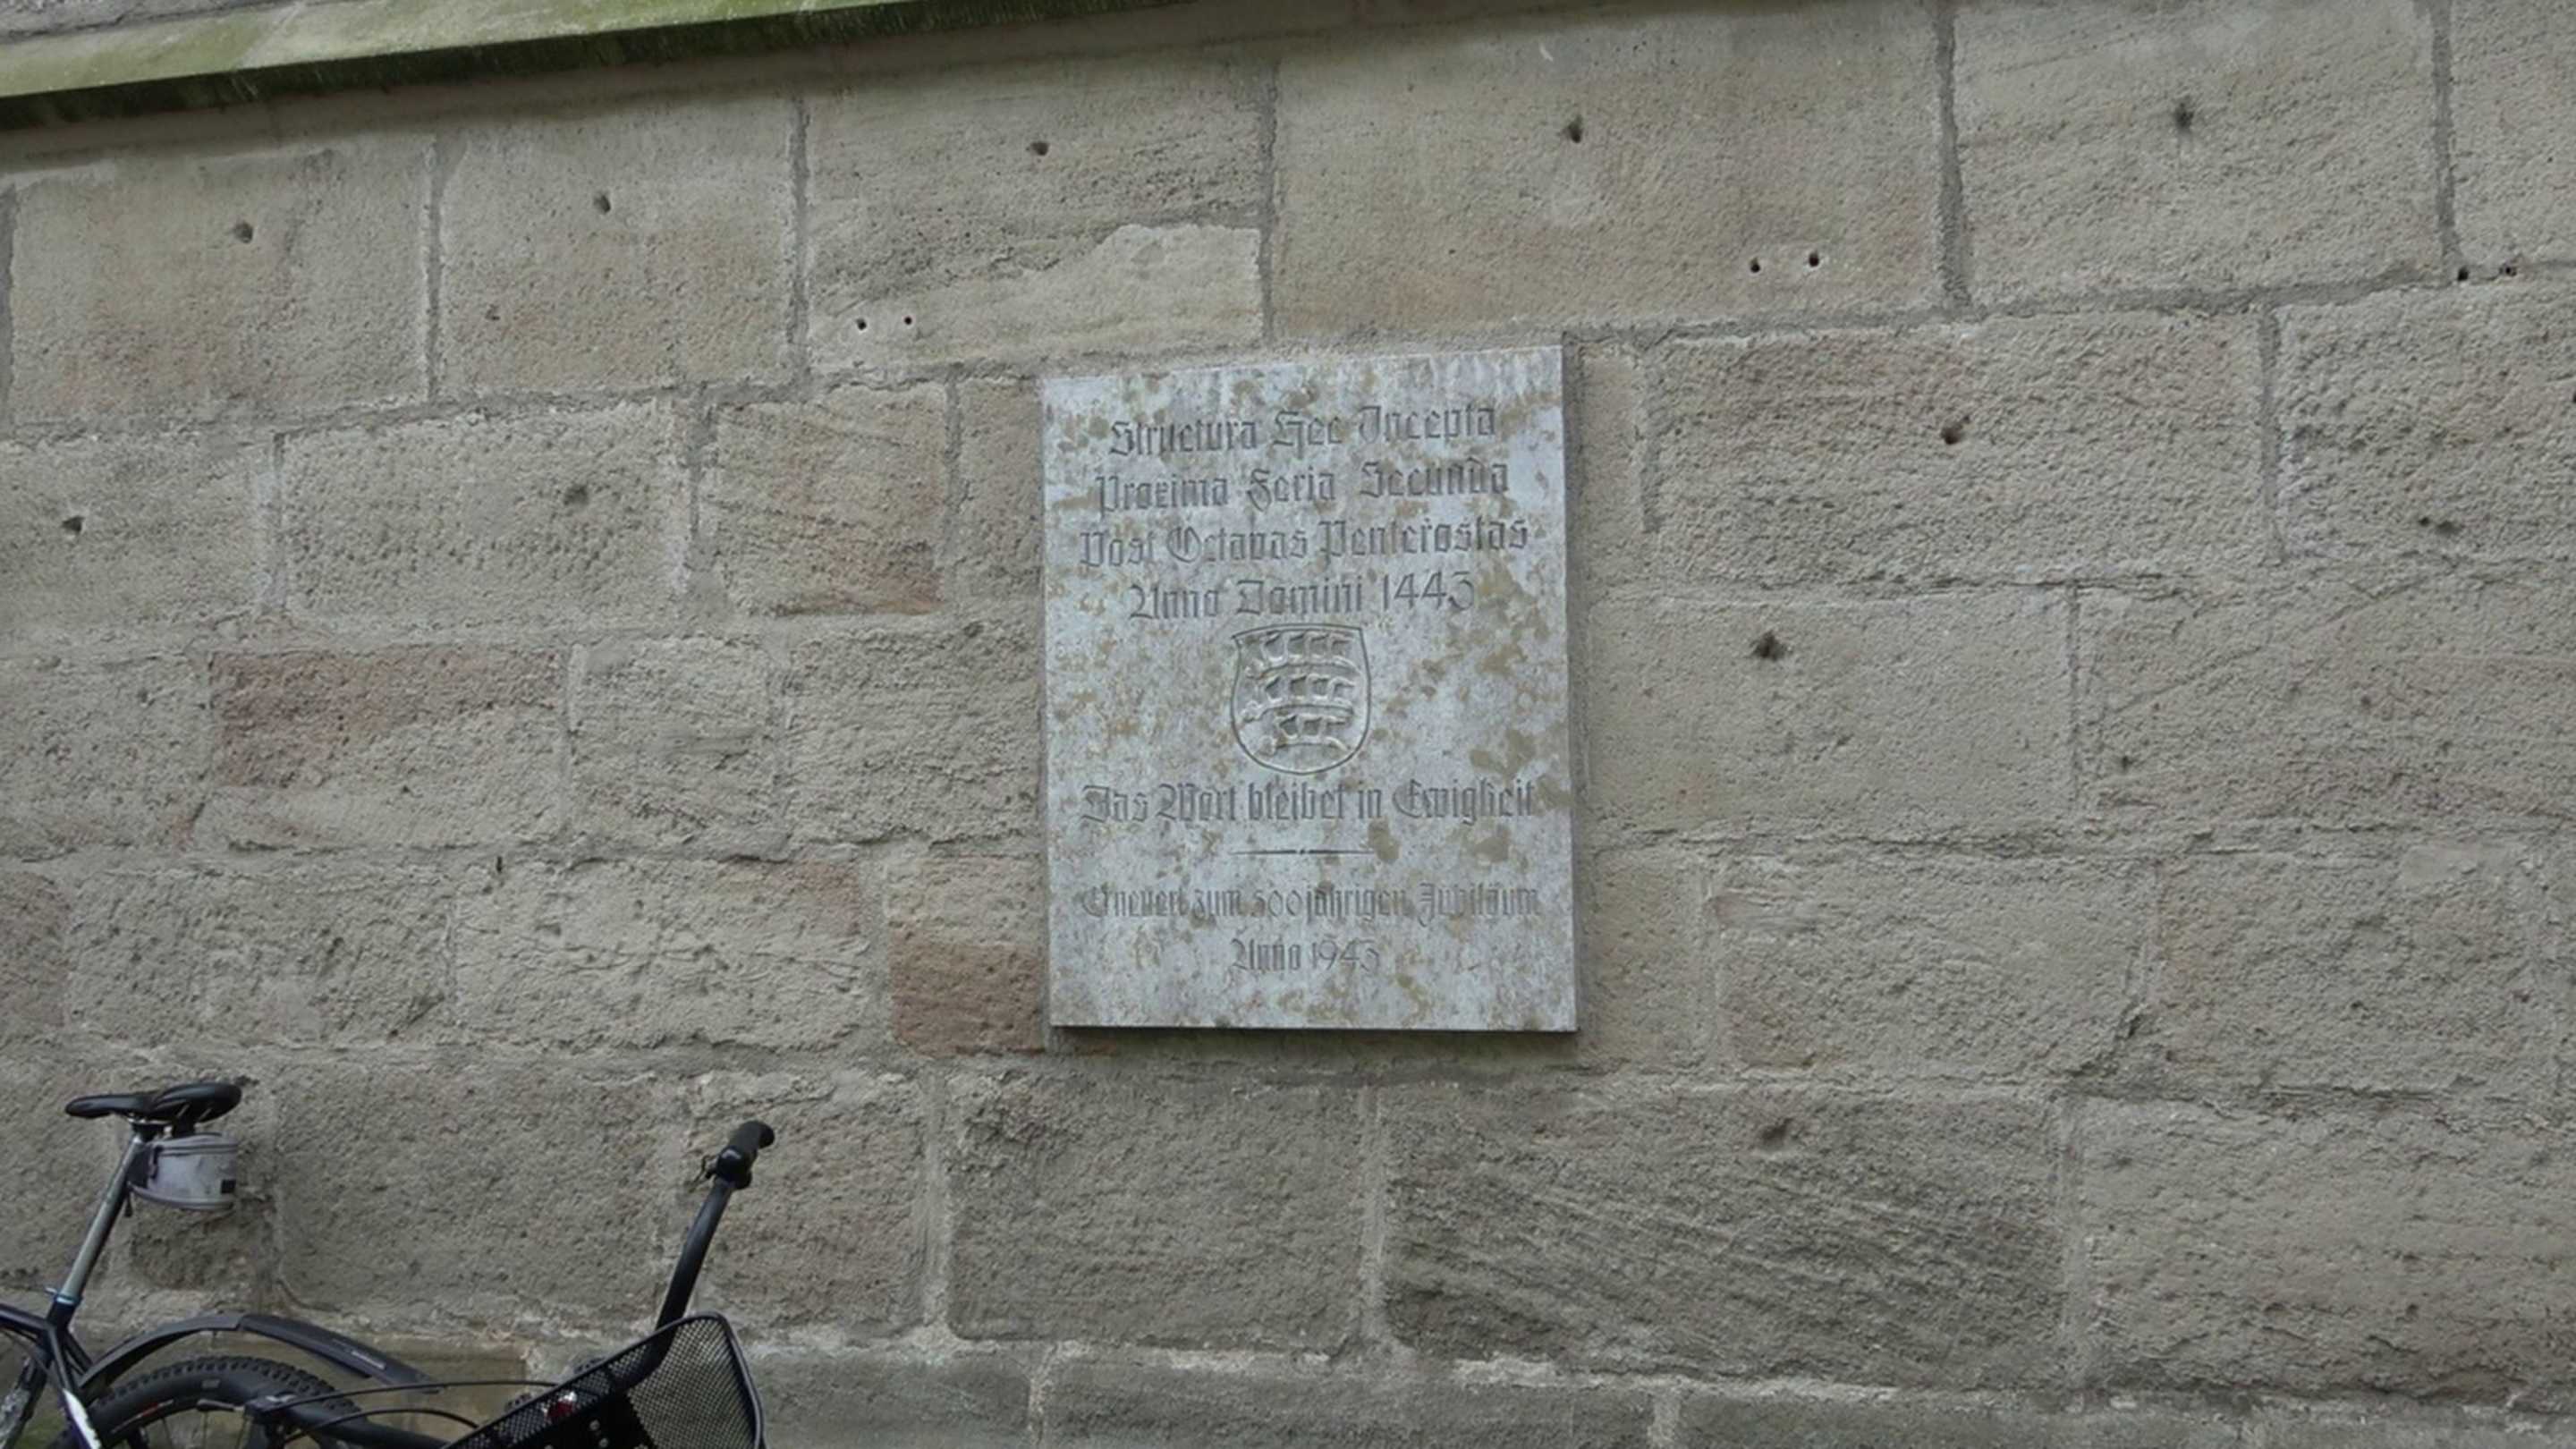 Structura Hec Incepta
Proxima Feria Secunda
Post Octavas Pentecostas
Anno Domini 1443
Das Wort bleibet in Ewigkeit
Erneuert zum 500jährigen Jubiläum
Anno 1943